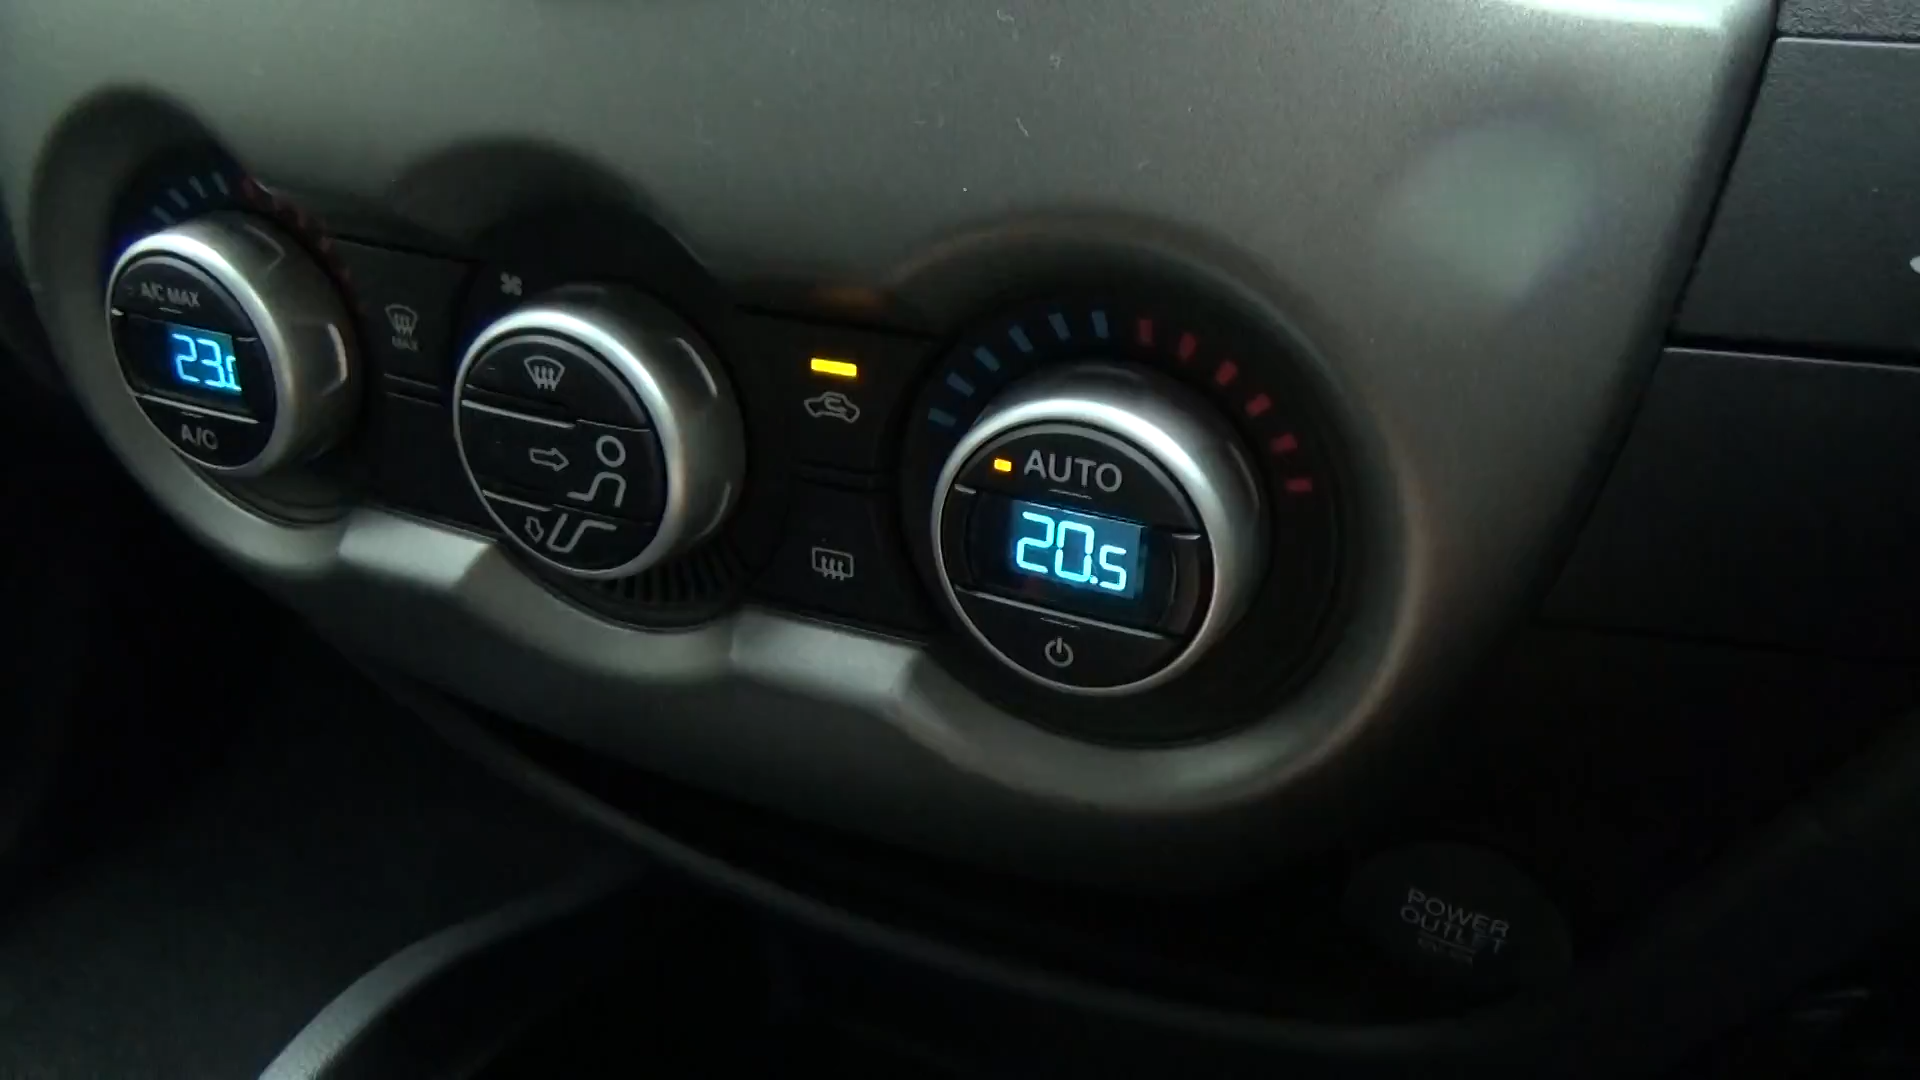 A/C MAX
23.0
A/C
MAX
AUTO
20.5
POWER
OUTLET